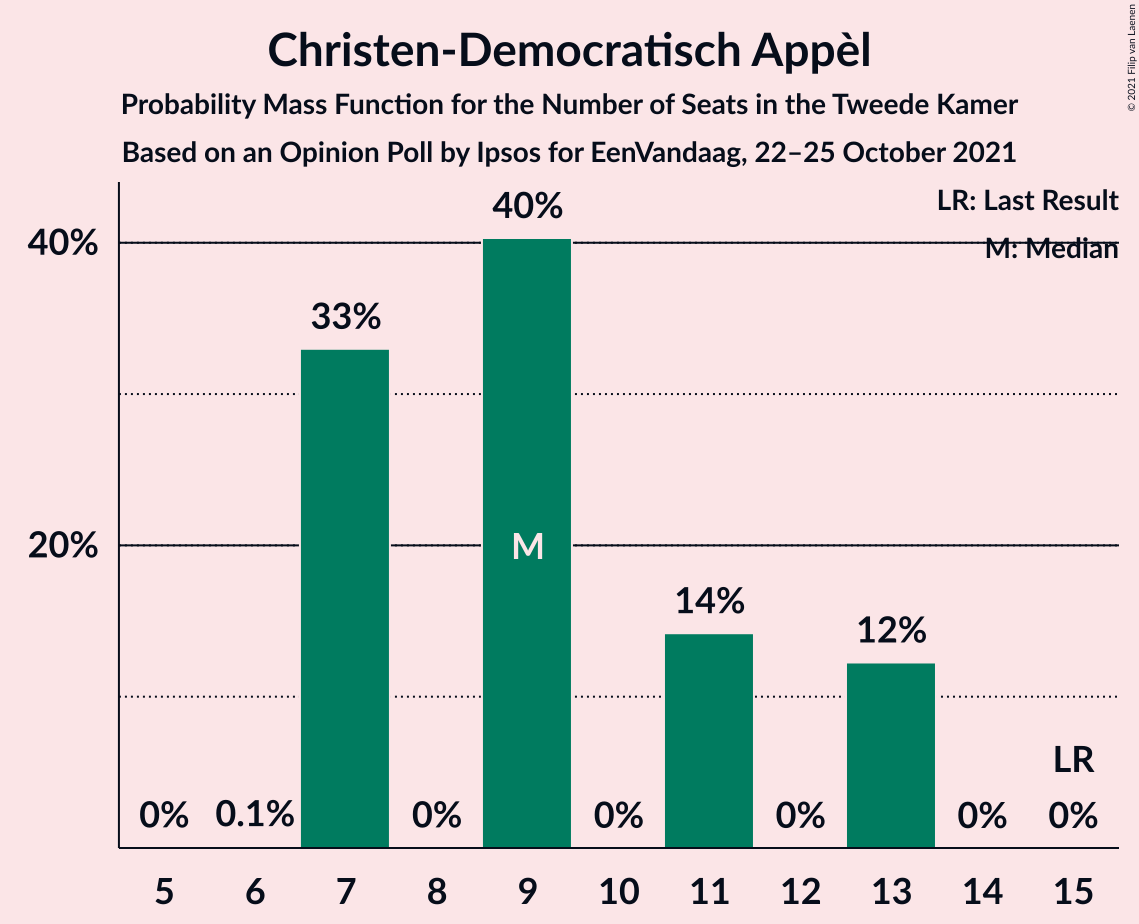 Christen-Democratisch Appèl
Probability Mass Function for the Number of Seats in the Tweede Kamer
Based on an Opinion Poll by Ipsos for EenVandaag, 22–25 October 2021
© 2021 Filip van Laenen
LR: Last Result
M: Median
40%
20%
0%
0.1%
33%
0%
40%
M
0%
14%
0%
12%
0%
LR
0%
5 6 7 8 9 10 11 12 13 14 15